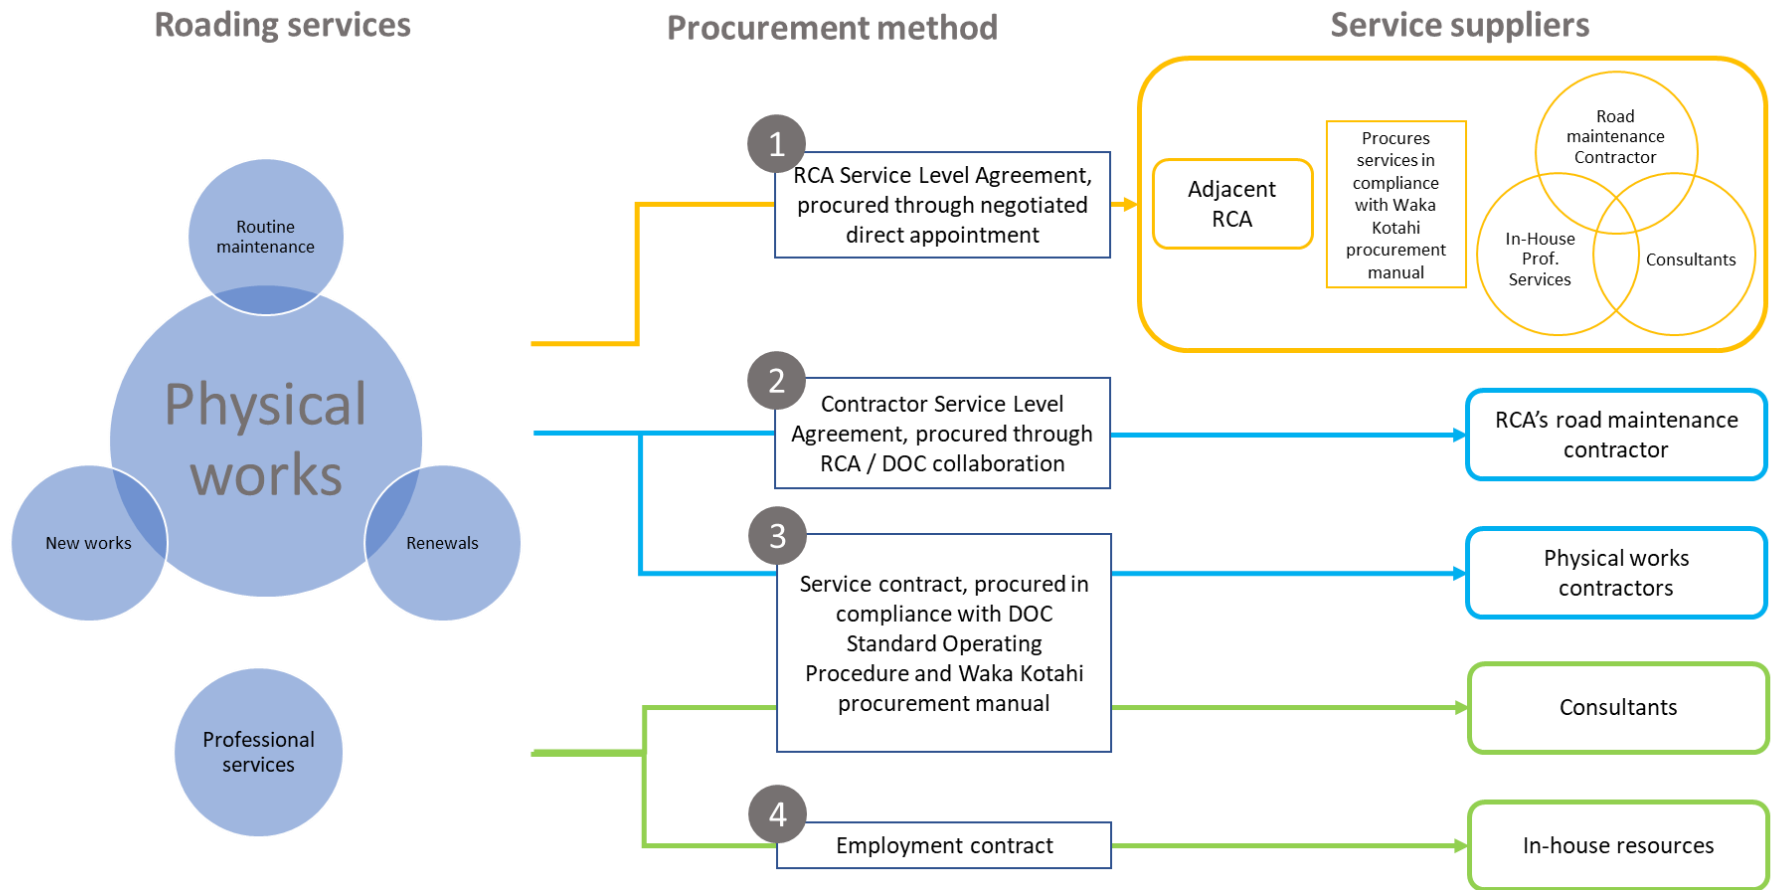 Roading services
Procurement method
Service suppliers
Routine
maintenance
Physical
works
New works
Renewals
Professional
services
1
RCA Service Level Agreement,
procured through negotiated
direct appointment
2
Contractor Service Level
Agreement, procured through
RCA / DOC collaboration
3
Service contract, procured in
compliance with DOC
Standard Operating
Procedure and Waka Kotahi
procurement manual
4
Employment contract
Adjacent
RCA
Procures
services in
compliance
with Waka
Kotahi
procurement
manual
Road
maintenance
Contractor
In-House
Prof.
Services
Consultants
RCA’s road maintenance
contractor
Physical works
contractors
Consultants
In-house resources